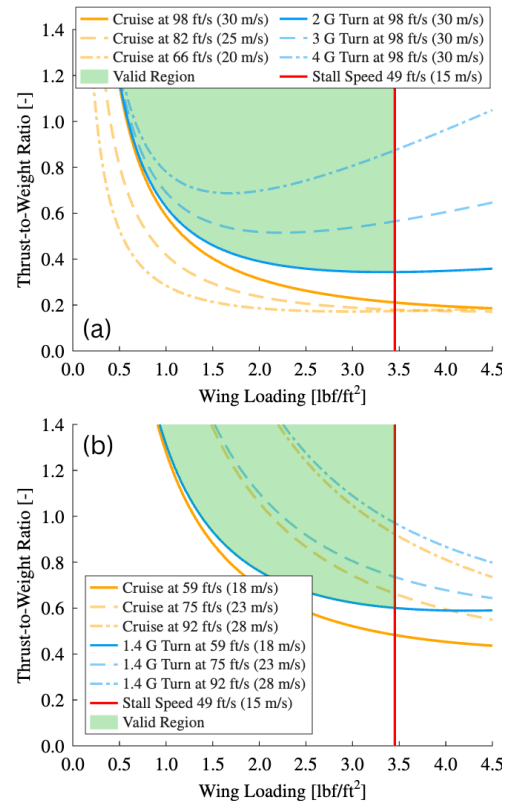 Cruise at 98 ft/s (30 m/s)
Cruise at 82 ft/s (25 m/s)
Cruise at 66 ft/s (20 m/s)
Valid Region
2 G Turn at 98 ft/s (30 m/s)
3 G Turn at 98 ft/s (30 m/s)
4 G Turn at 98 ft/s (30 m/s)
Stall Speed 49 ft/s (15 m/s)
Thrust-to-Weight Ratio [-]
1.4
1.2
1.0
0.8
0.6
0.4
0.2
0.0
(a)
0.0 0.5 1.0 1.5 2.0 2.5 3.0 3.5 4.0 4.5
Wing Loading [lbf/ft²]
(b)
Thrust-to-Weight Ratio [-]
1.4
1.2
1.0
0.8
0.6
0.4
0.2
0.0
Cruise at 59 ft/s (18 m/s)
Cruise at 75 ft/s (23 m/s)
Cruise at 92 ft/s (28 m/s)
1.4 G Turn at 59 ft/s (18 m/s)
1.4 G Turn at 75 ft/s (23 m/s)
1.4 G Turn at 92 ft/s (28 m/s)
Stall Speed 49 ft/s (15 m/s)
Valid Region
0.0 0.5 1.0 1.5 2.0 2.5 3.0 3.5 4.0 4.5
Wing Loading [lbf/ft²]